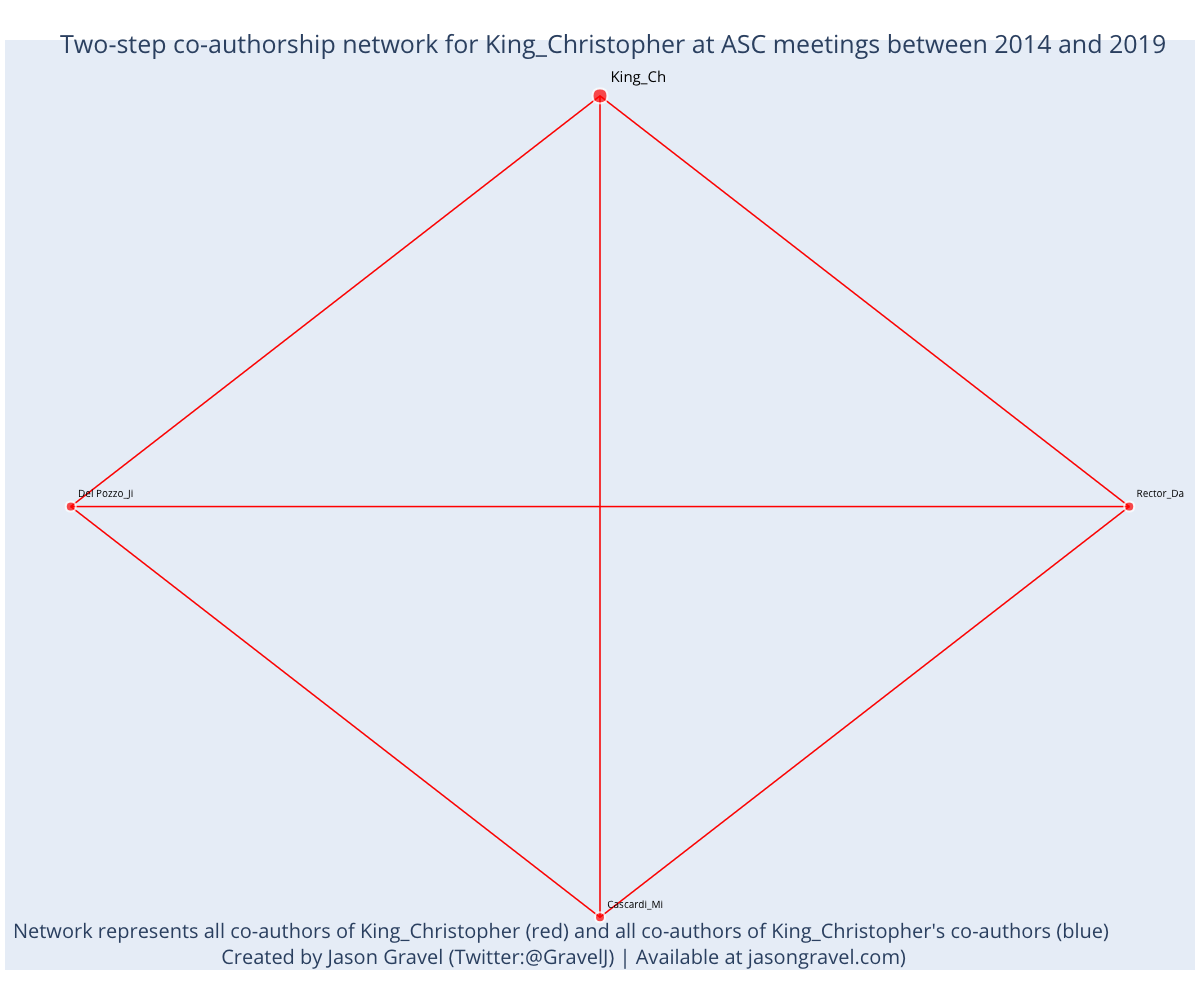 Two-step co-authorship network for King_Christopher at ASC meetings between 2014 and 2019
King_Ch
Del Pozzo_Ji
Rector_Da
Cascardi_Mi
Network represents all co-authors of King_Christopher (red) and all co-authors of King_Christopher's co-authors (blue)
Created by Jason Gravel (Twitter:@GravelJ) | Available at jasongravel.com)